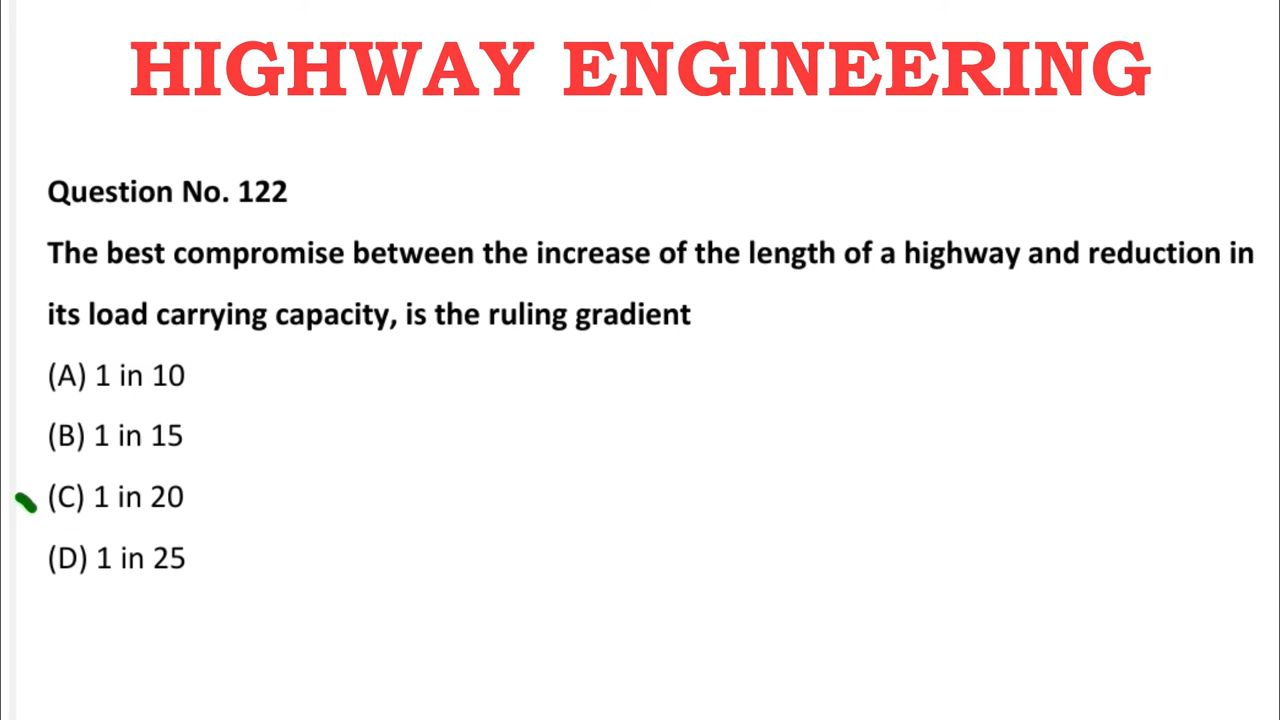 HIGHWAY ENGINEERING
Question No. 122
The best compromise between the increase of the length of a highway and reduction in
its load carrying capacity, is the ruling gradient
(A) 1 in 10
(B) 1 in 15
(C) 1 in 20
(D) 1 in 25